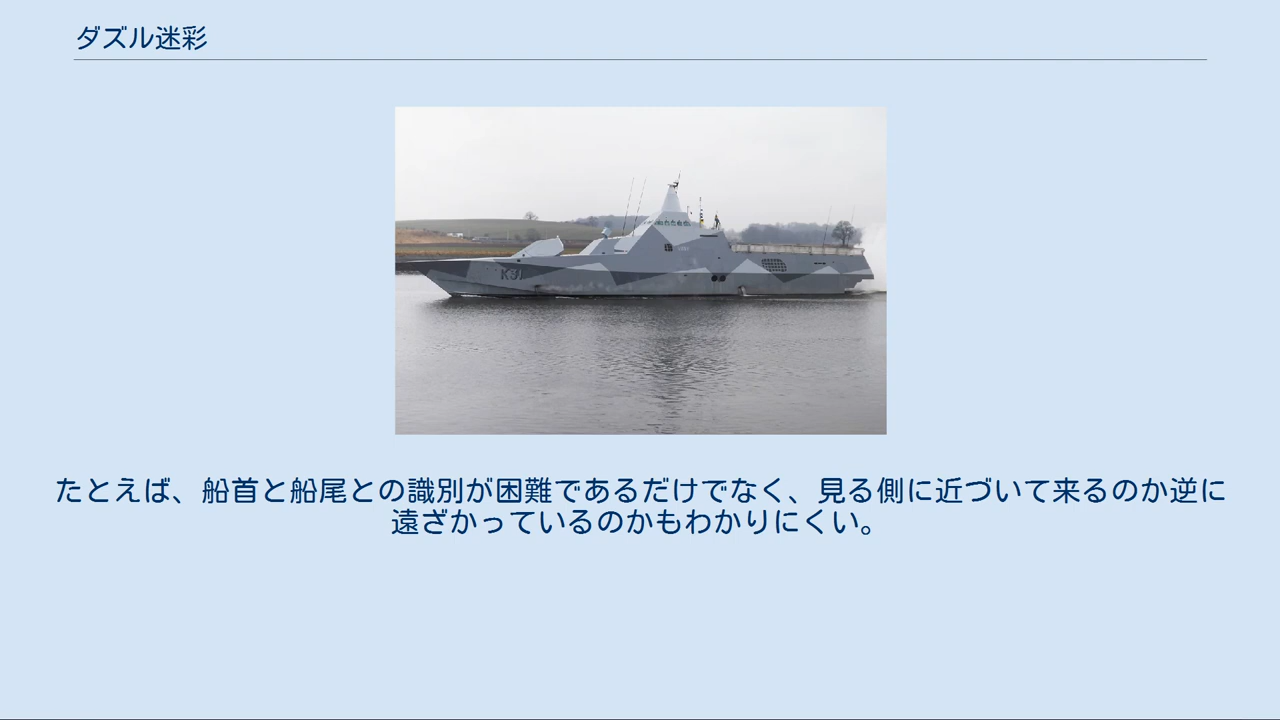 ダズル迷彩
K31
たとえば、船首と船尾との識別が困難であるだけでなく、見る側に近づいて来るのか逆に
遠ざかっているのかもわかりにくい。